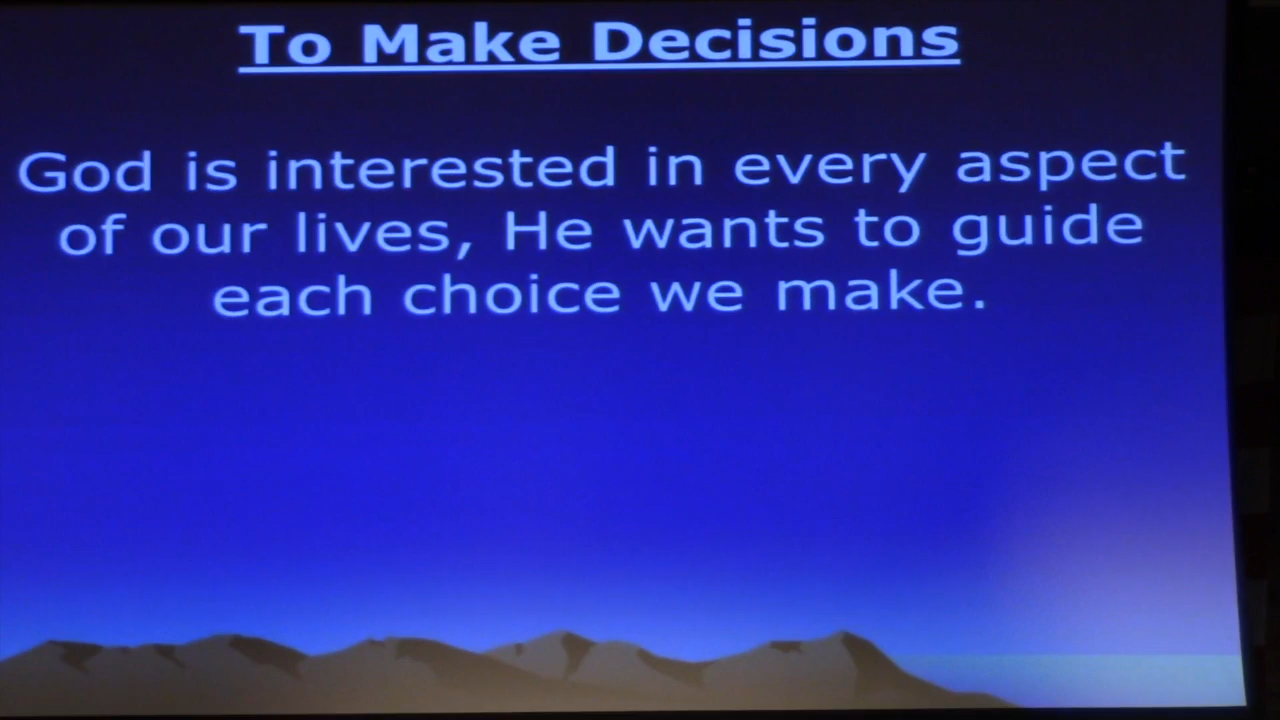 To Make Decisions
God is interested in every aspect
of our lives, He wants to guide
each choice we make.